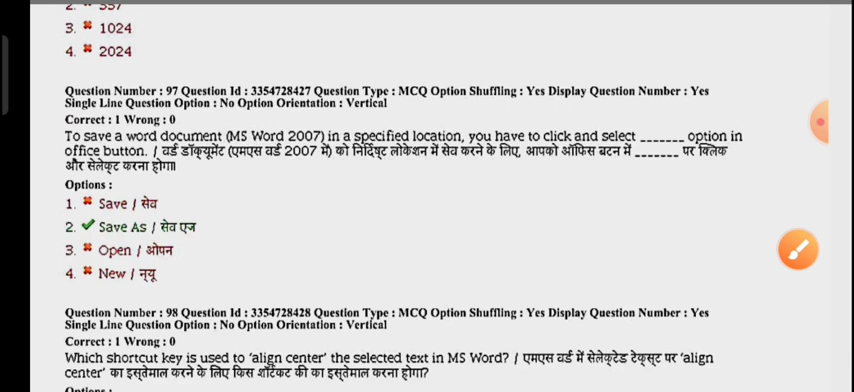 2. 557
3. 1024
4. 2024
Question Number : 97 Question Id : 3354728427 Question Type : MCQ Option Shuffling : Yes Display Question Number : Yes
Single Line Question Option : No Option Orientation : Vertical
Correct : 1 Wrong : 0
To save a word document (MS Word 2007) in a specified location, you have to click and select _______ option in
office button. / वर्ड डॉक्यूमेंट (एमएस वर्ड 2007 में) को निर्दिष्ट लोकेशन में सेव करने के लिए, आपको ऑफिस बटन में _______ पर क्लिक
और सेलेक्ट करना होगा॥
Options :
1. Save / सेव
2. Save As / सेव एज
3. Open / ओपन
4. New / न्यू
Question Number : 98 Question Id : 3354728428 Question Type : MCQ Option Shuffling : Yes Display Question Number : Yes
Single Line Question Option : No Option Orientation : Vertical
Correct : 1 Wrong : 0
Which shortcut key is used to 'align center' the selected text in MS Word? / एमएस वर्ड में सेलेक्टेड टेक्स्ट पर 'align
center' का इस्तेमाल करने के लिए किस शॉर्टकट की का इस्तेमाल करना होगा?
Options :